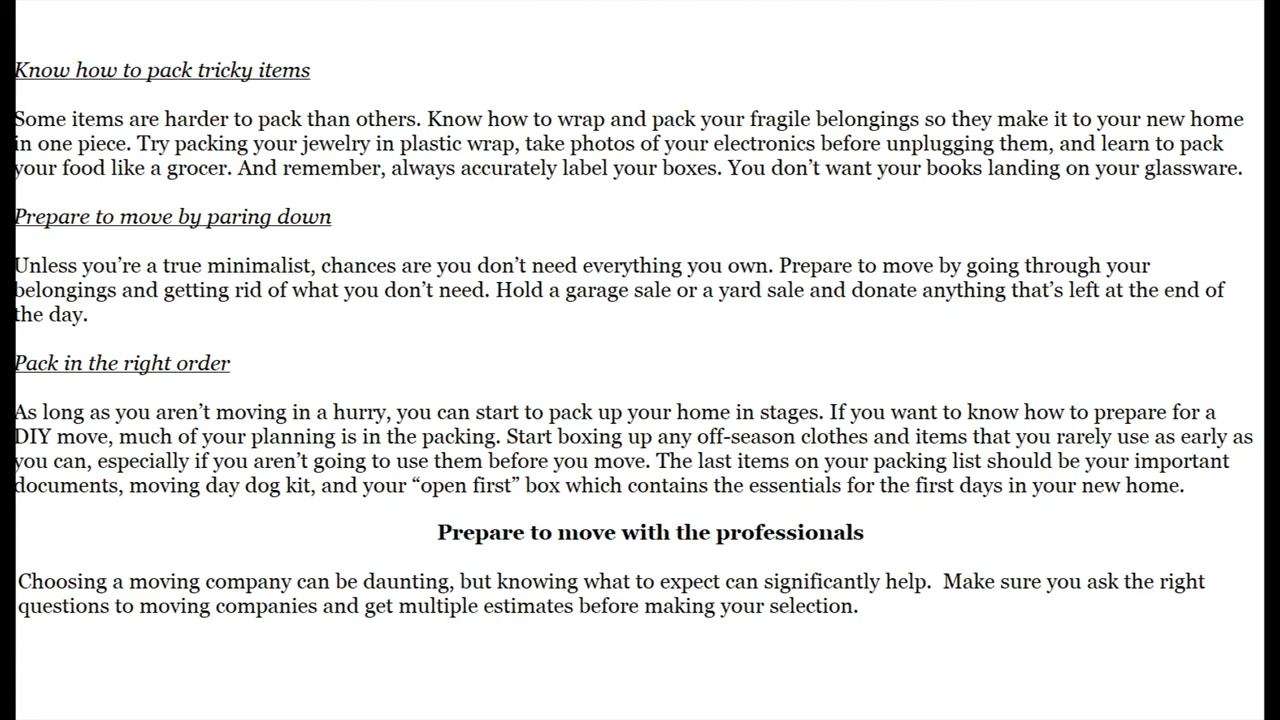 Know how to pack tricky items
Some items are harder to pack than others. Know how to wrap and pack your fragile belongings so they make it to your new home
in one piece. Try packing your jewelry in plastic wrap, take photos of your electronics before unplugging them, and learn to pack
your food like a grocer. And remember, always accurately label your boxes. You don’t want your books landing on your glassware.
Prepare to move by paring down
Unless you’re a true minimalist, chances are you don’t need everything you own. Prepare to move by going through your
belongings and getting rid of what you don’t need. Hold a garage sale or a yard sale and donate anything that’s left at the end of
the day.
Pack in the right order
As long as you aren’t moving in a hurry, you can start to pack up your home in stages. If you want to know how to prepare for a
DIY move, much of your planning is in the packing. Start boxing up any off-season clothes and items that you rarely use as early as
you can, especially if you aren’t going to use them before you move. The last items on your packing list should be your important
documents, moving day dog kit, and your “open first” box which contains the essentials for the first days in your new home.
Prepare to move with the professionals
Choosing a moving company can be daunting, but knowing what to expect can significantly help.  Make sure you ask the right
questions to moving companies and get multiple estimates before making your selection.